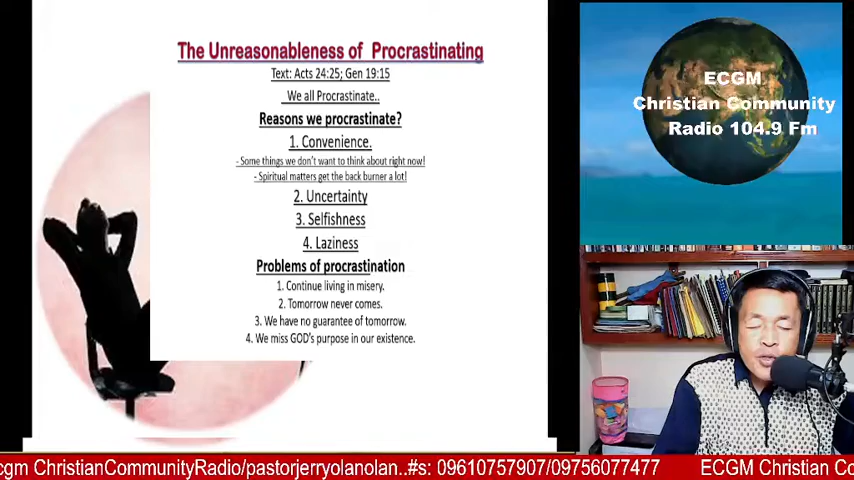 The Unreasonableness of Procrastinating
Text: Acts 24:25; Gen 19:15
We all Procrastinate..
Reasons we procrastinate?
1. Convenience.
- Some things we don't want to think about right now!
- Spiritual matters get the back burner a lot!
2. Uncertainty
3. Selfishness
4. Laziness
Problems of procrastination
1. Continue living in misery.
2. Tomorrow never comes.
3. We have no guarantee of tomorrow.
4. We miss GOD's purpose in our existence.
ECGM
Christian Community
Radio 104.9 Fm
cgm ChristianCommunityRadio/pastorjerryolanolan..#s: 09610757907/09756077477 ECGM Christian Co